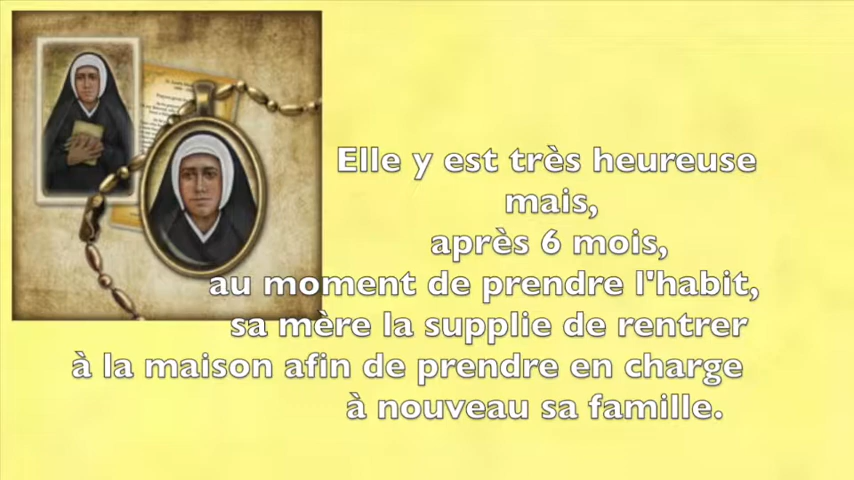 Elle y est très heureuse
mais,
après 6 mois,
au moment de prendre l'habit,
sa mère la supplie de rentrer
à la maison afin de prendre en charge
à nouveau sa famille.